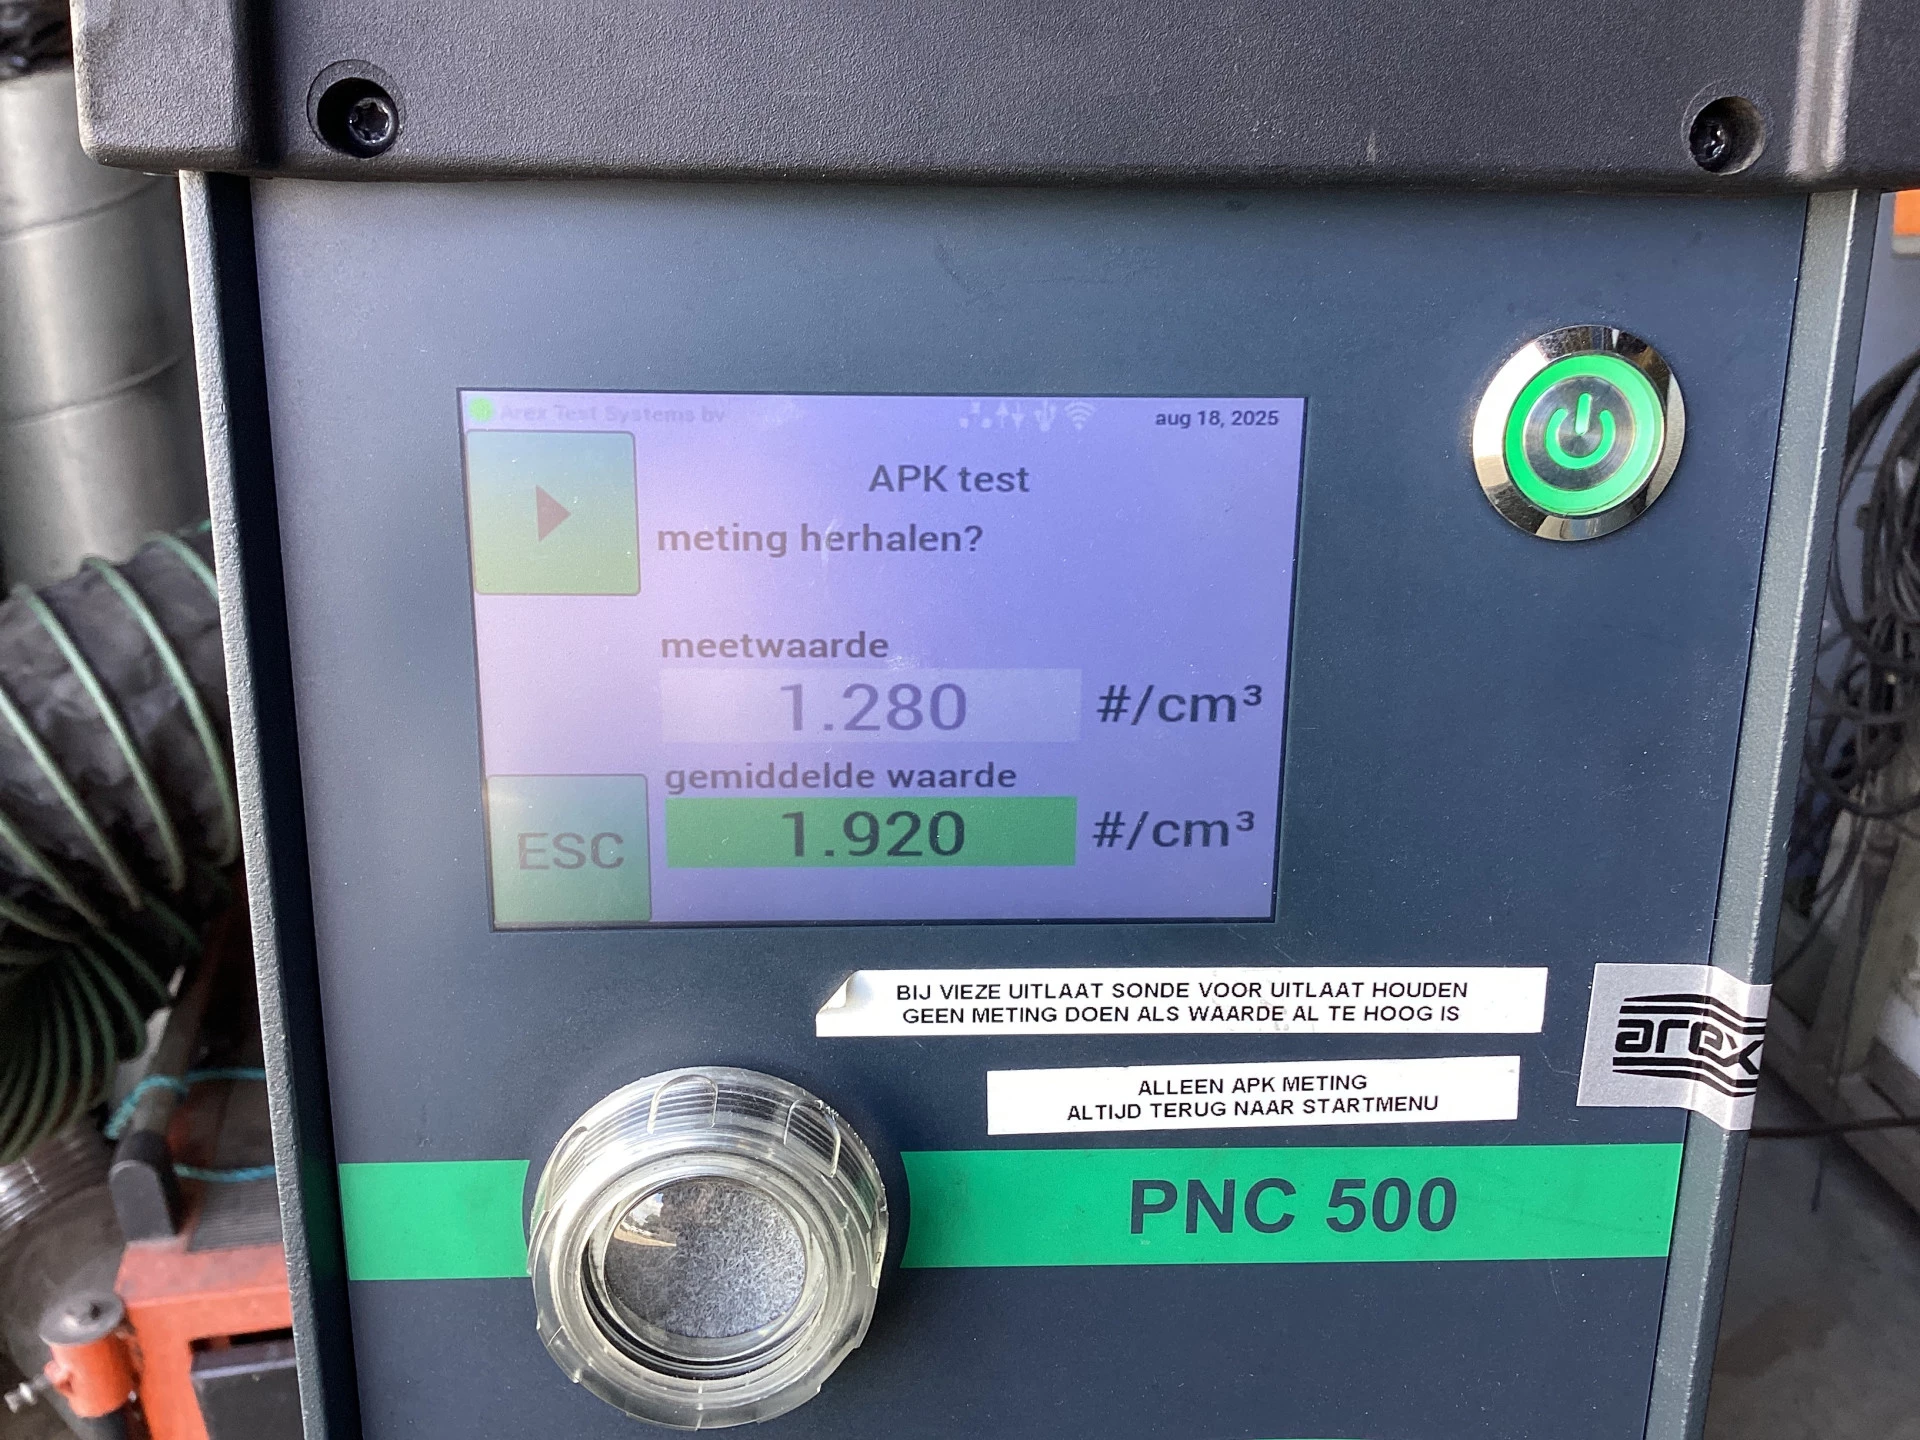 Arex Test Systems bv
aug 18, 2025
APK test
meting herhalen?
meetwaarde
1.280 #/cm³
gemiddelde waarde
1.920 #/cm³
ESC
BIJ VIEZE UITLAAT SONDE VOOR UITLAAT HOUDEN
GEEN METING DOEN ALS WAARDE AL TE HOOG IS
arex
ALLEEN APK METING
ALTIJD TERUG NAAR STARTMENU
PNC 500